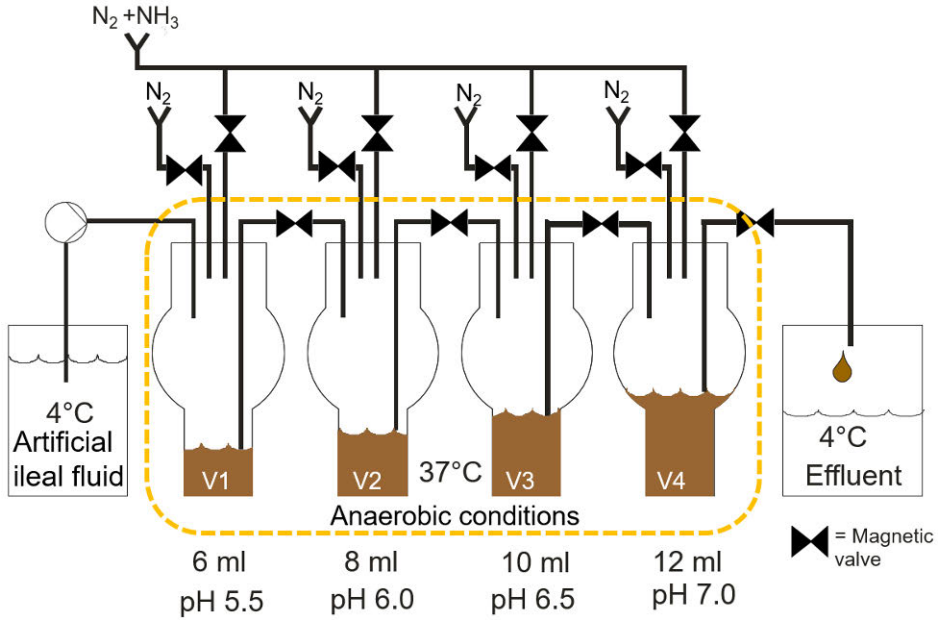 N₂ +NH₃
N₂
N₂
N₂
N₂
4°C
Artificial
ileal fluid
V1
V2
37°C
V3
V4
4°C
Effluent
Anaerobic conditions
= Magnetic
valve
6 ml
8 ml
10 ml
12 ml
pH 5.5
pH 6.0
pH 6.5
pH 7.0